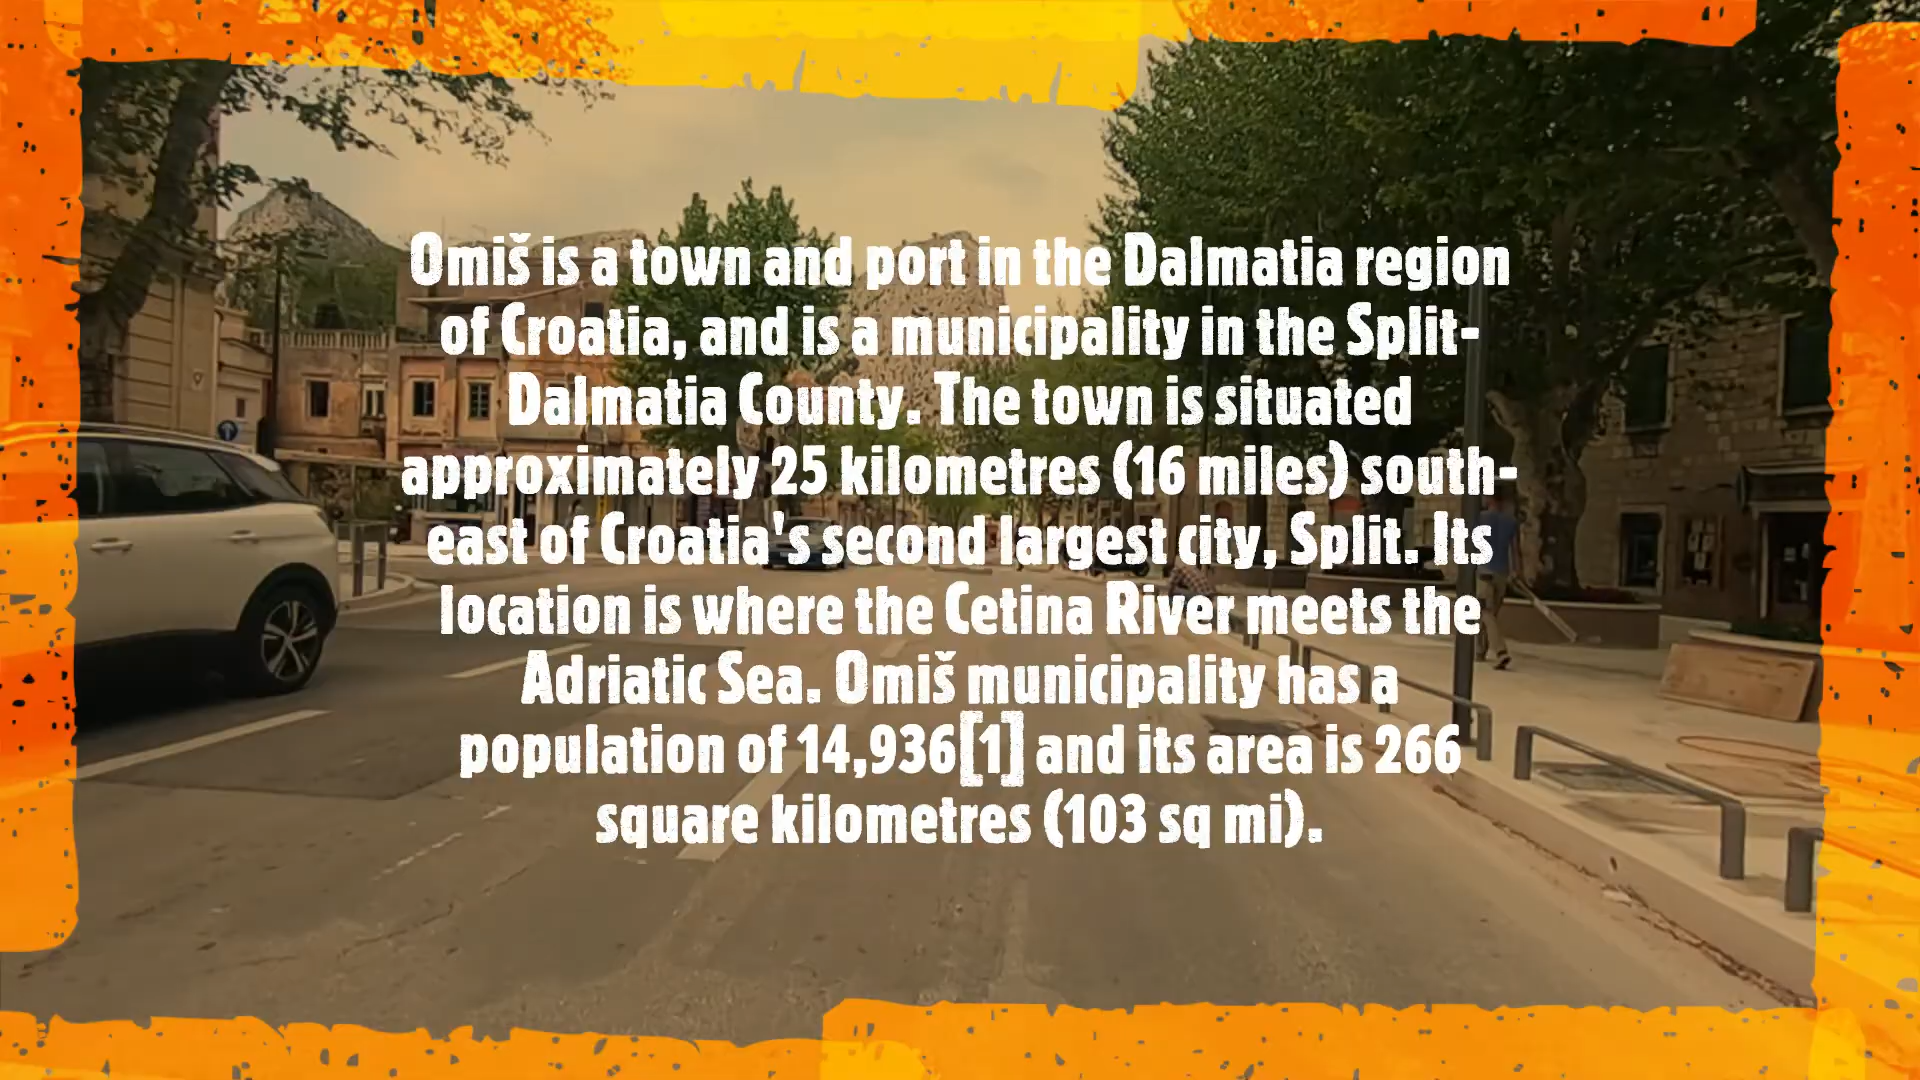 Omiš is a town and port in the Dalmatia region
of Croatia, and is a municipality in the Split-
Dalmatia County. The town is situated
approximately 25 kilometres (16 miles) south-
east of Croatia's second largest city, Split. Its
location is where the Cetina River meets the
Adriatic Sea. Omiš municipality has a
population of 14,936[1] and its area is 266
square kilometres (103 sq mi).